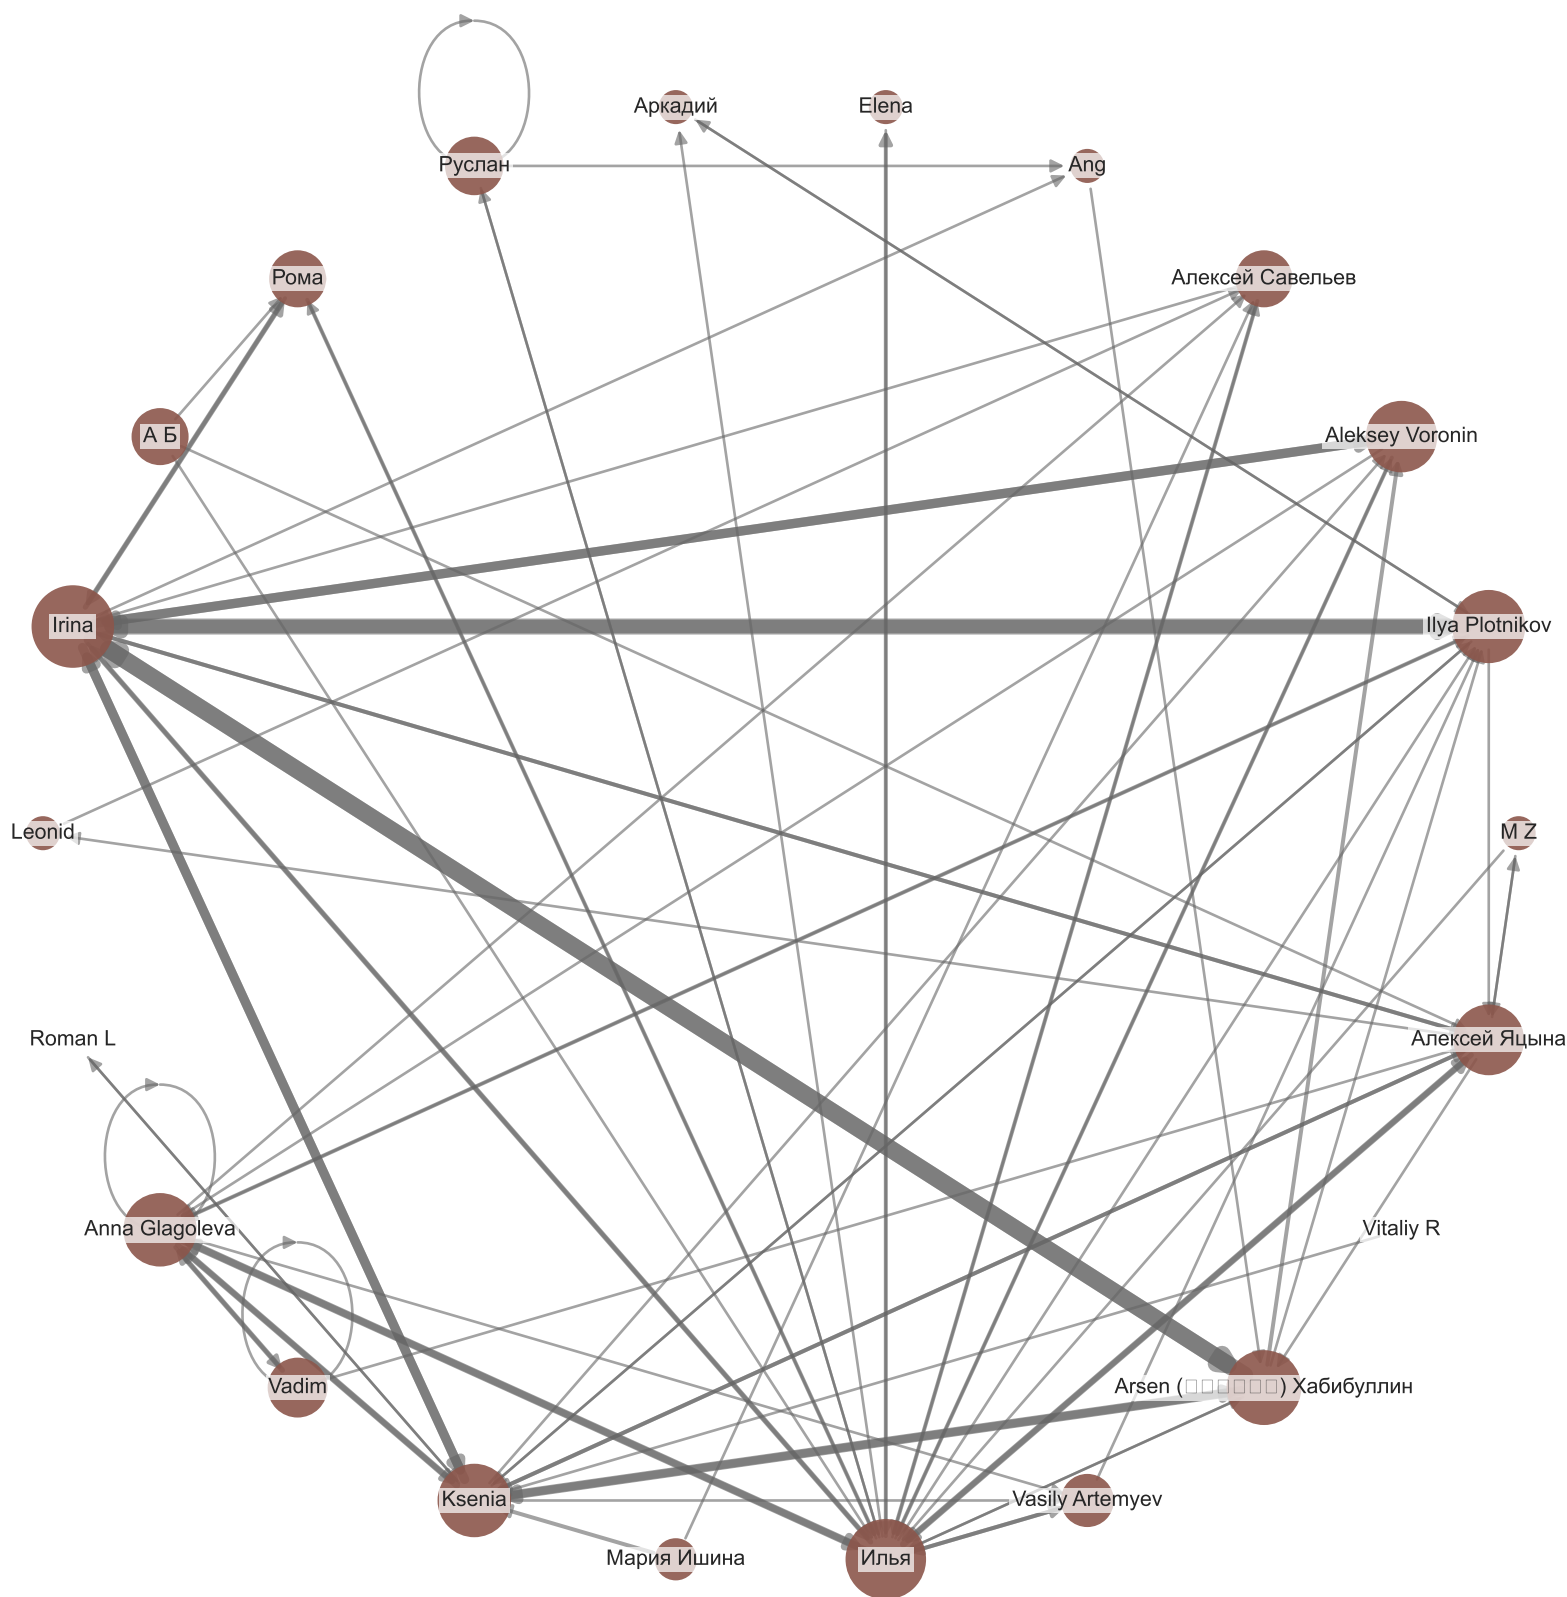 Аркадий
Elena
Руслан
Ang
Рома
Алексей Савельев
А Б
Aleksey Voronin
Irina
Ilya Plotnikov
Leonid
M Z
Roman L
Алексей Яцына
Anna Glagoleva
Vitaliy R
Vadim
Arsen (□□□□□□) Хабибуллин
Ksenia
Vasily Artemyev
Мария Ишина
Илья